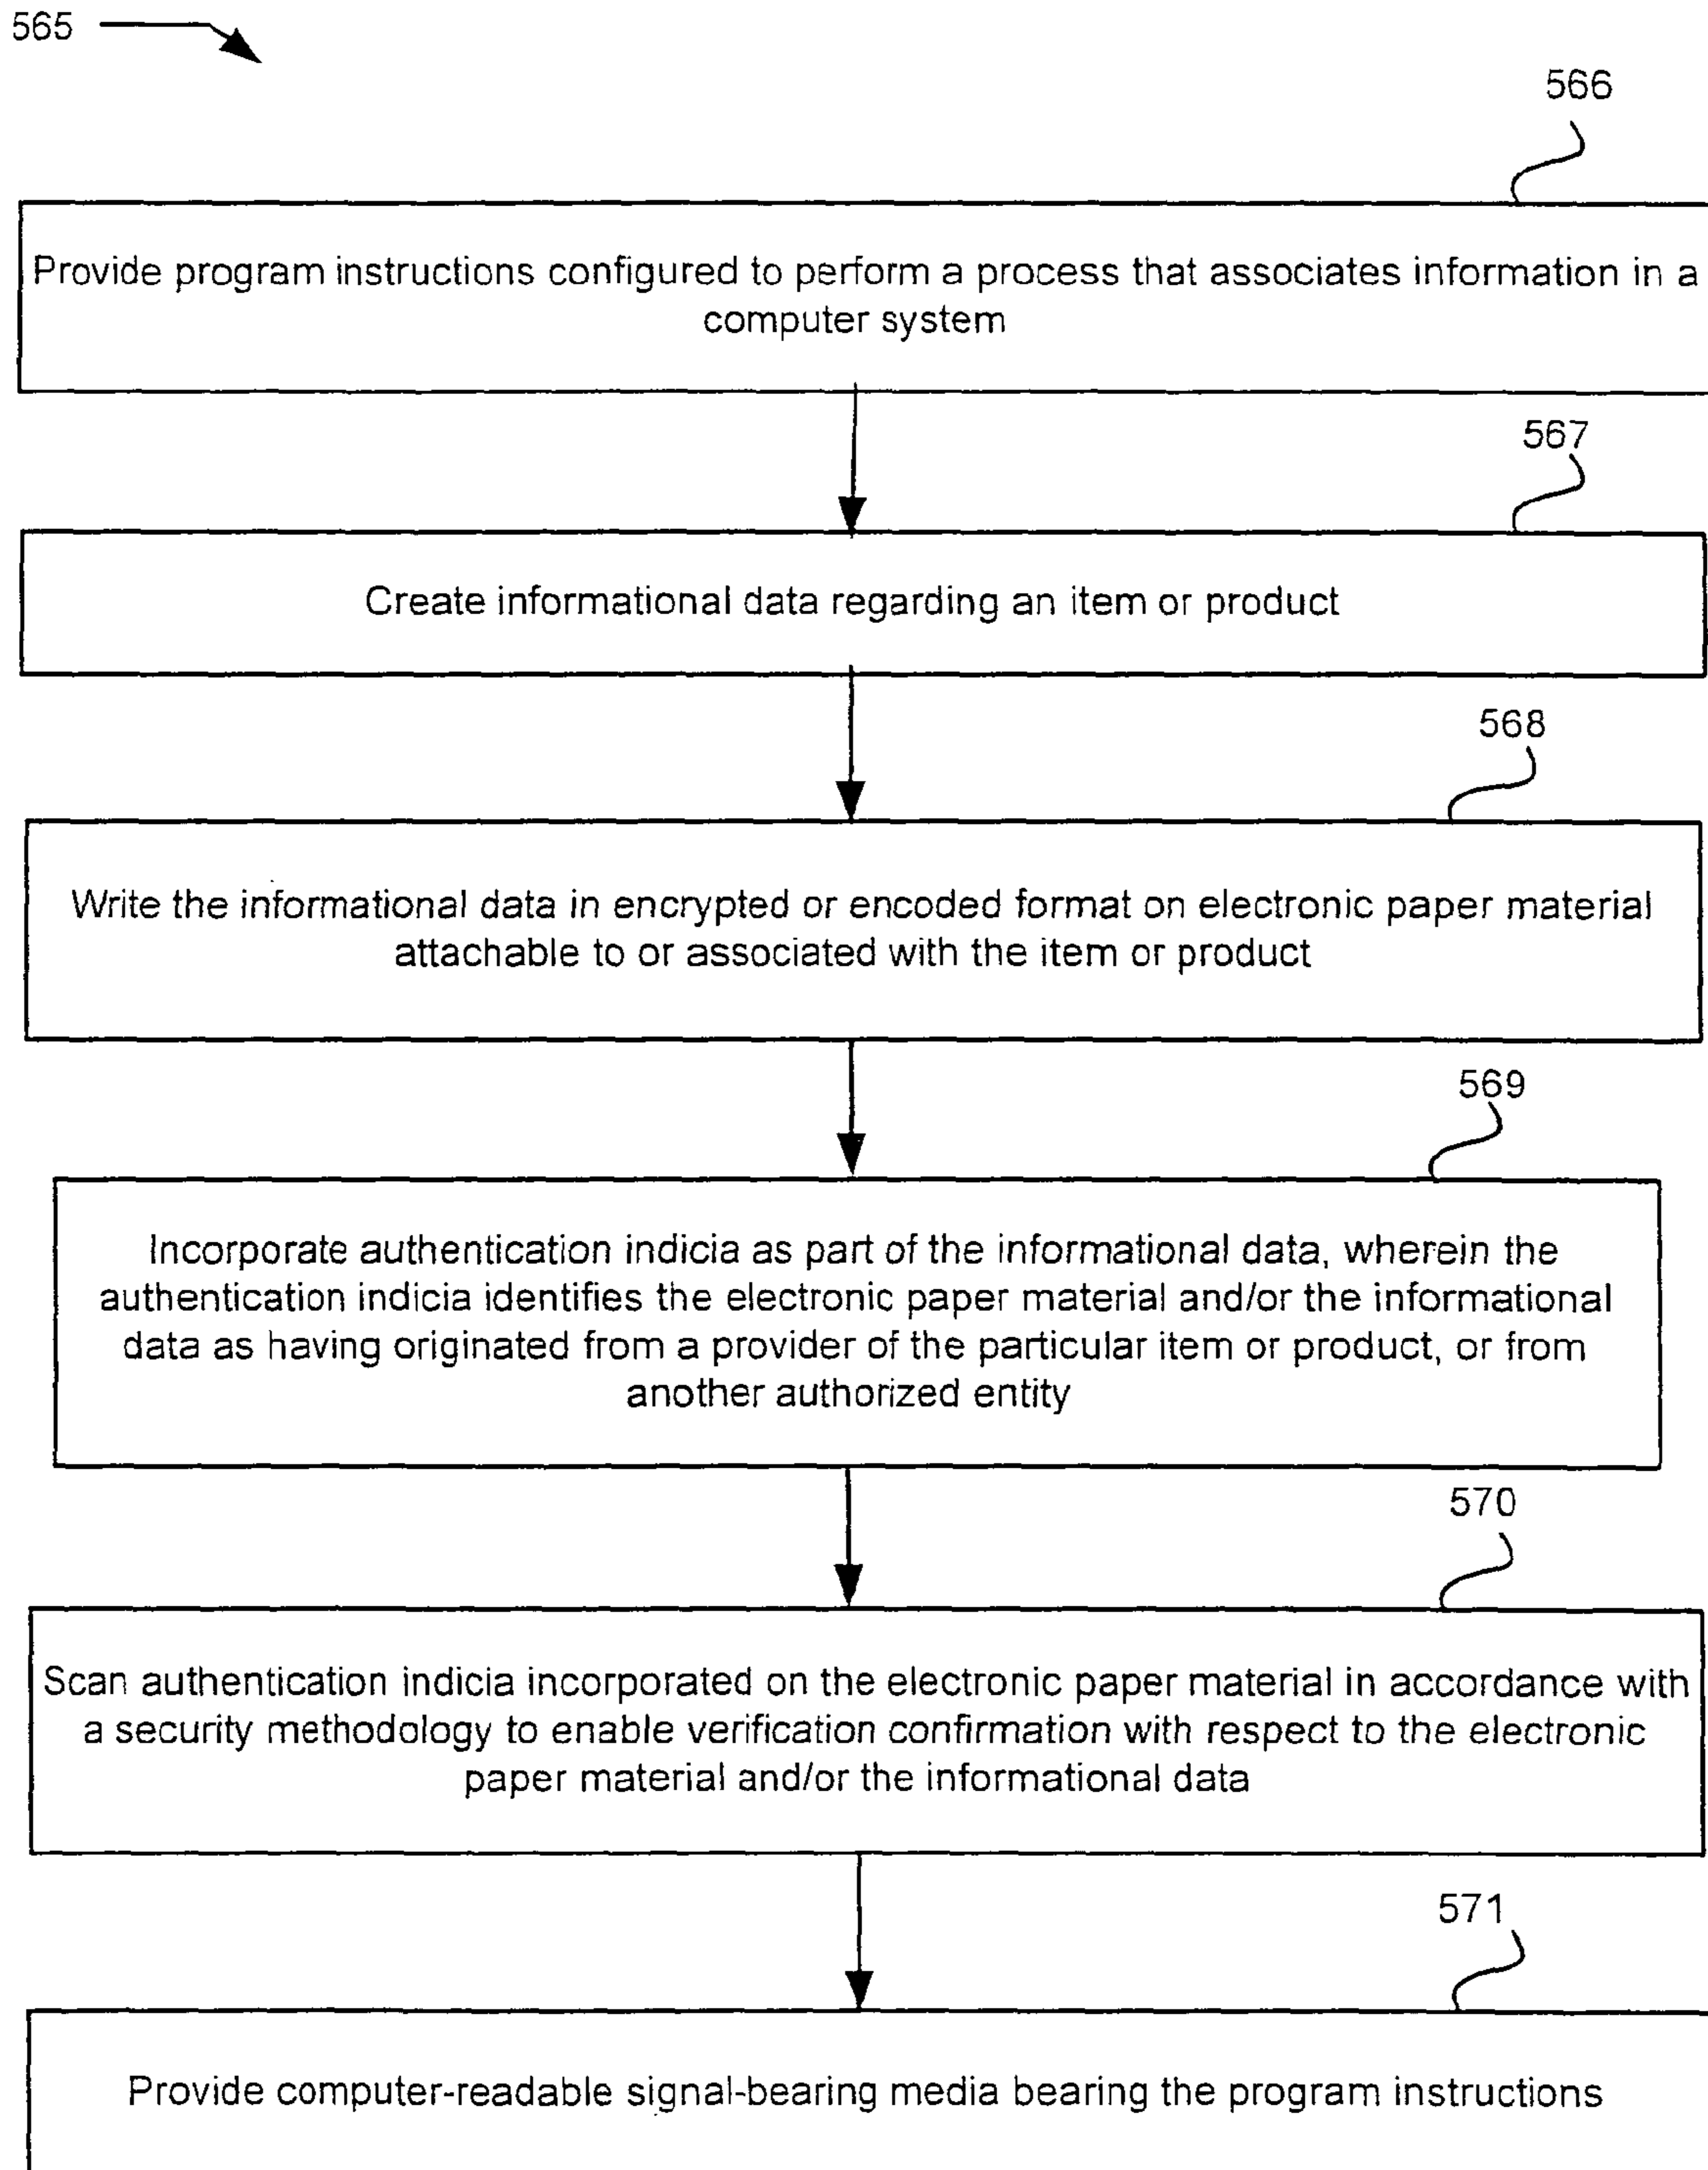 565
566
Provide program instructions configured to perform a process that associates information in a
computer system
567
Create informational data regarding an item or product
568
Write the informational data in encrypted or encoded format on electronic paper material
attachable to or associated with the item or product
569
Incorporate authentication indicia as part of the informational data, wherein the
authentication indicia identifies the electronic paper material and/or the informational
data as having originated from a provider of the particular item or product, or from
another authorized entity
570
Scan authentication indicia incorporated on the electronic paper material in accordance with
a security methodology to enable verification confirmation with respect to the electronic
paper material and/or the informational data
571
Provide computer-readable signal-bearing media bearing the program instructions